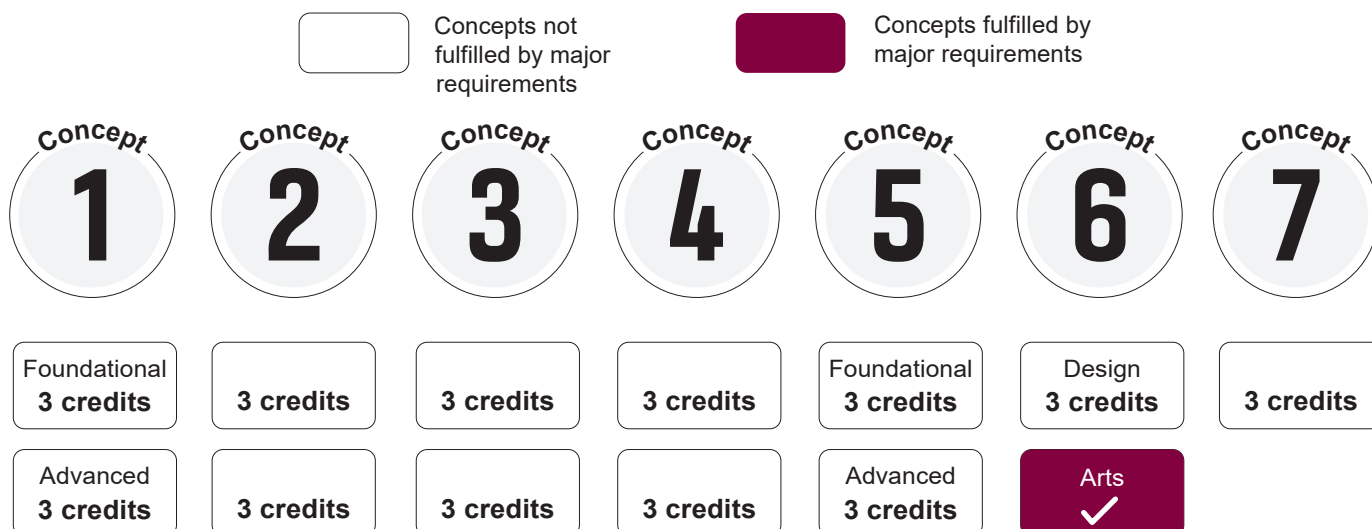 Concepts not
fulfilled by major
requirements
Concepts fulfilled by
major requirements
Concept
1
Concept
2
Concept
3
Concept
4
Concept
5
Concept
6
Concept
7
Foundational
3 credits
3 credits
3 credits
3 credits
Foundational
3 credits
Design
3 credits
3 credits
Advanced
3 credits
3 credits
3 credits
3 credits
Advanced
3 credits
Arts